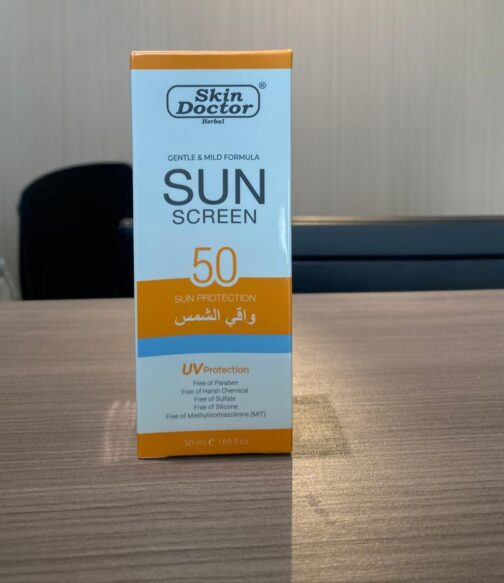 Skin
Doctor®
Herbal
GENTLE & MILD FORMULA
SUN
SCREEN
50
SUN PROTECTION
واقي الشمس
UV Protection
Free of Paraben
Free of Harsh Chemical
Free of Sulfate
Free of Silicone
Free of Miethylisothiazolinine (MIT)
50 ml ℮ 1.69 fl.oz